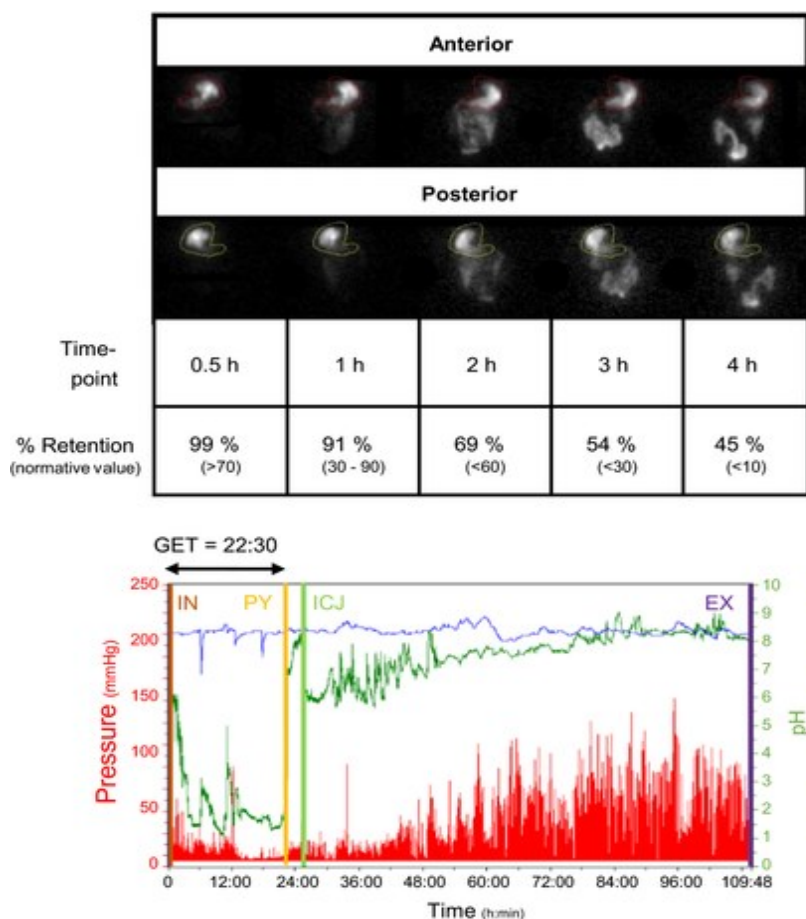 Anterior
Posterior
Time-
point
0.5 h
1 h
2 h
3 h
4 h
% Retention
(normative value)
99 %
(>70)
91 %
(30 - 90)
69 %
(<60)
54 %
(<30)
45 %
(<10)
GET = 22:30
IN
PY
ICJ
EX
Pressure (mmHg)
250
200
150
100
50
0
pH
10
9
8
7
6
5
4
3
2
1
0
0
12:00
24:00
36:00
48:00
60:00
72:00
84:00
96:00
109:48
Time (h:min)